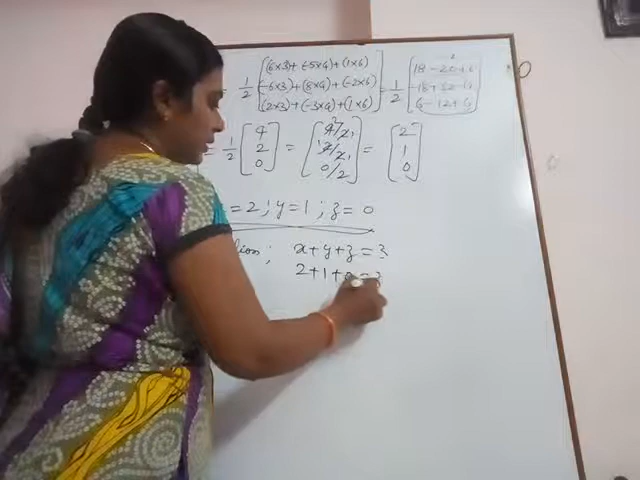 = 1/2 [(6×3)+(-5×4)+(1×6) (-6×3)+(8×4)+(-2×6) (2×3)+(-3×4)+(1×6)] = 1/2 [18-20+6 -18+32-12 6-12+6]
= 1/2 [4 2 0] = [4/2 2/2 0/2] = [2 1 0]
= 2 ; y = 1 ; z = 0
x+y+z = 3
2+1+0 = 3